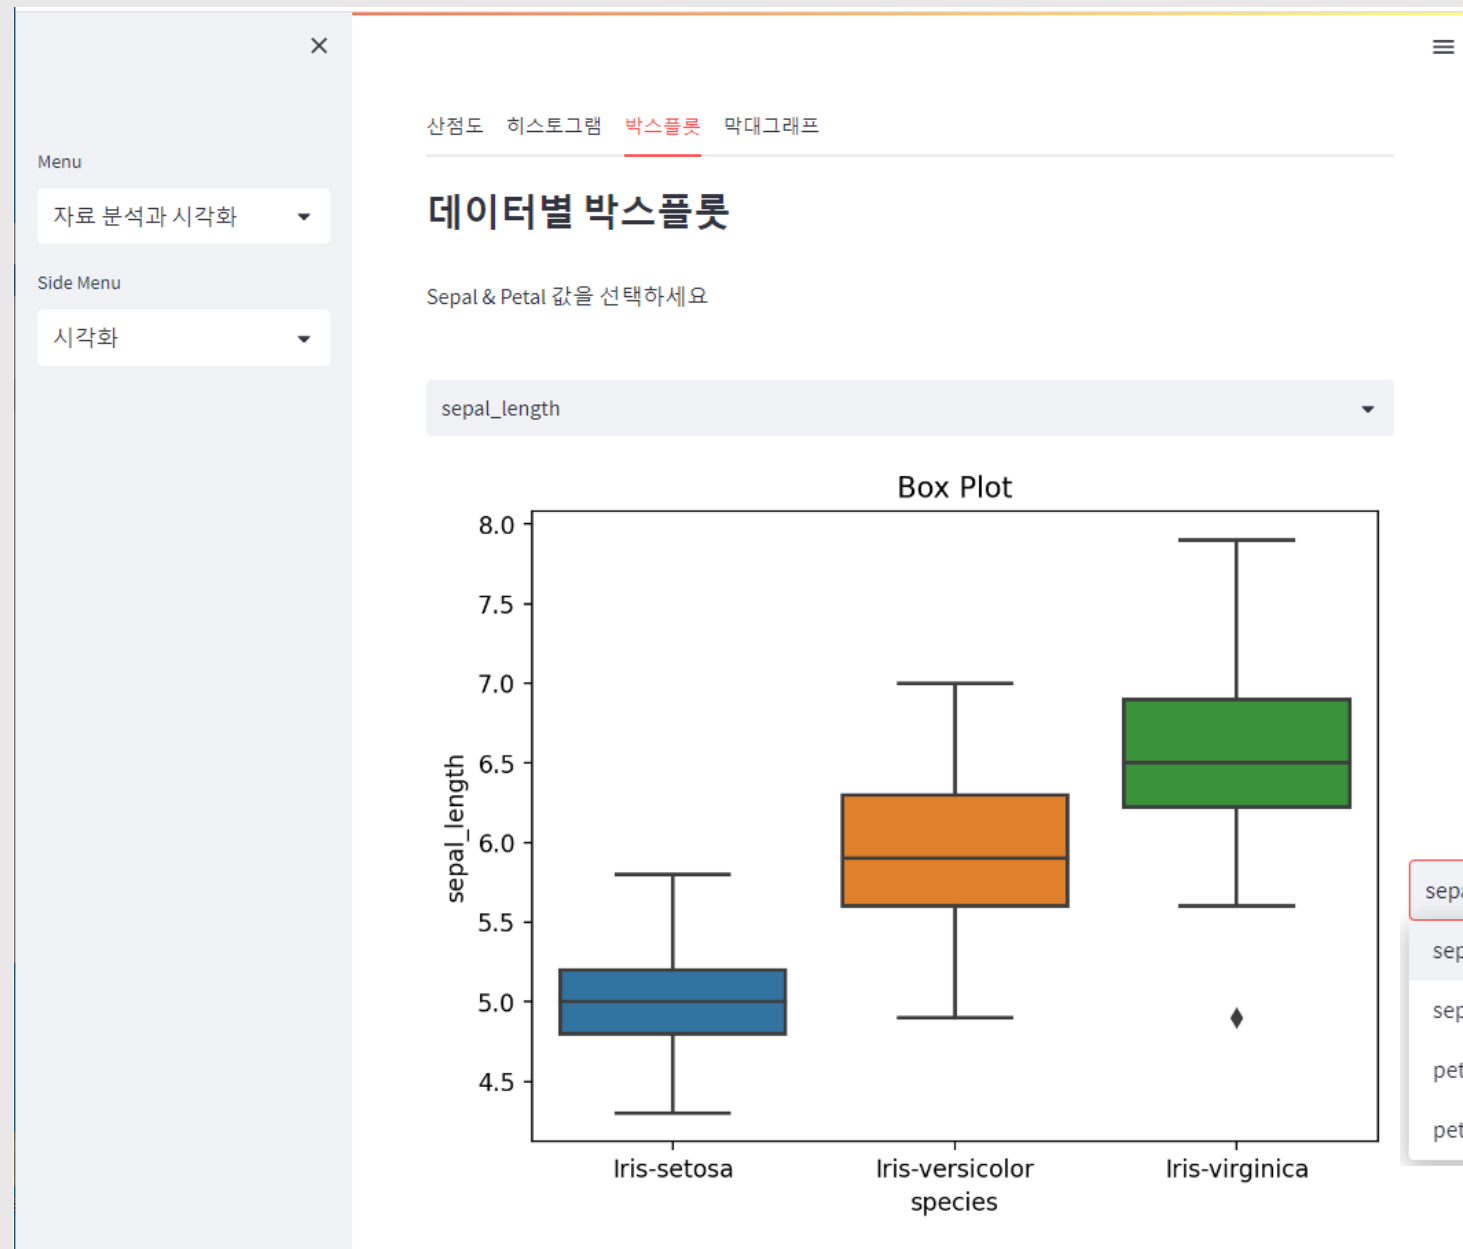 산점도 히스토그램 박스플롯 막대그래프
Menu
자료 분석과 시각화
Side Menu
시각화
데이터별 박스플롯
Sepal & Petal 값을 선택하세요
sepal_length
Box Plot
8.0
7.5
7.0
6.5
6.0
5.5
5.0
4.5
sepal_length
Iris-setosa Iris-versicolor Iris-virginica
species